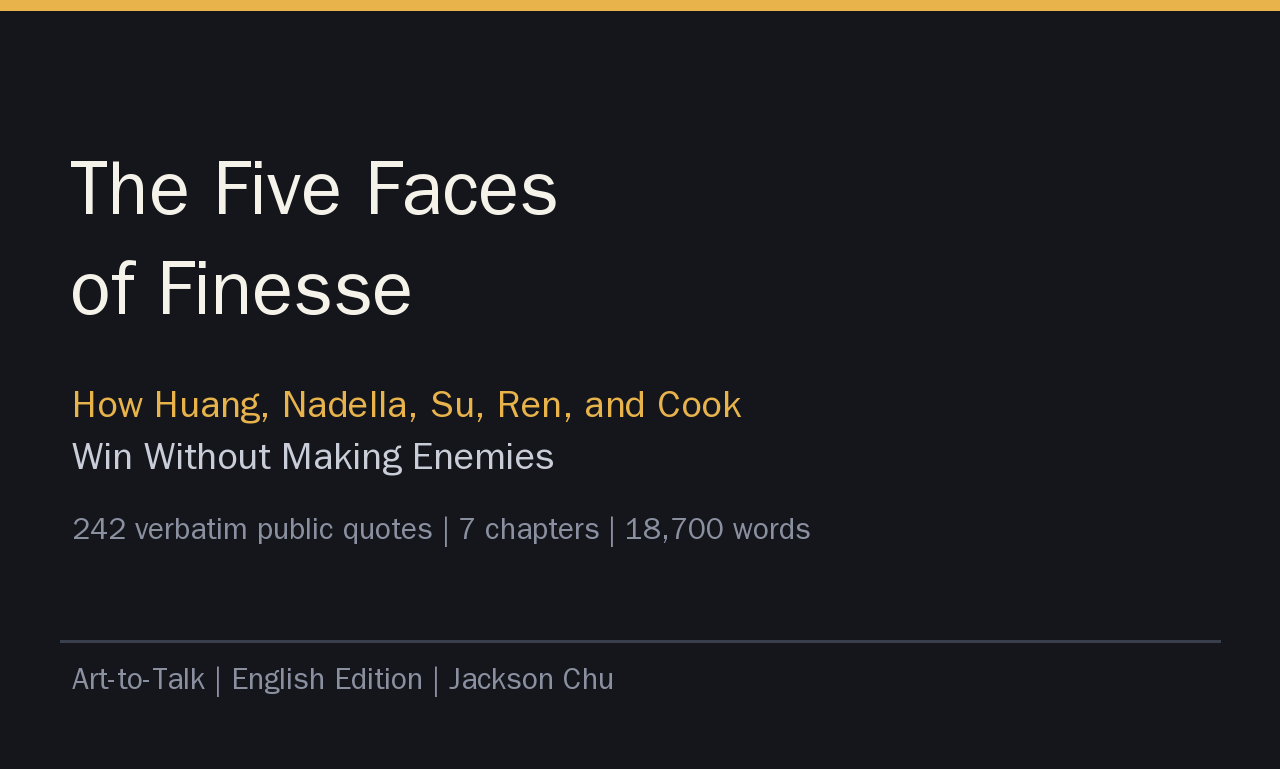 The Five Faces
of Finesse
How Huang, Nadella, Su, Ren, and Cook
Win Without Making Enemies
242 verbatim public quotes | 7 chapters | 18,700 words
Art-to-Talk | English Edition | Jackson Chu